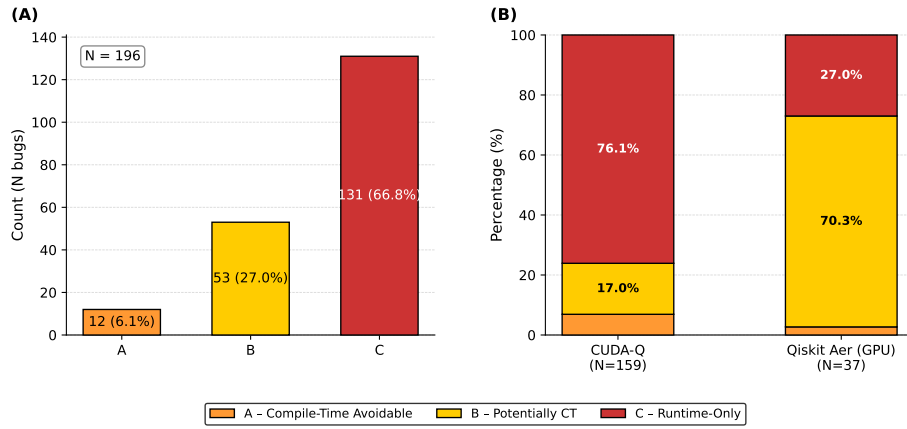 (A)
140
120
100
80
60
40
20
0
Count (N bugs)
N = 196
12 (6.1%)
53 (27.0%)
131 (66.8%)
A
B
C
(B)
100
80
60
40
20
0
Percentage (%)
76.1%
17.0%
27.0%
70.3%
CUDA-Q
(N=159)
Qiskit Aer (GPU)
(N=37)
A – Compile-Time Avoidable
B – Potentially CT
C – Runtime-Only